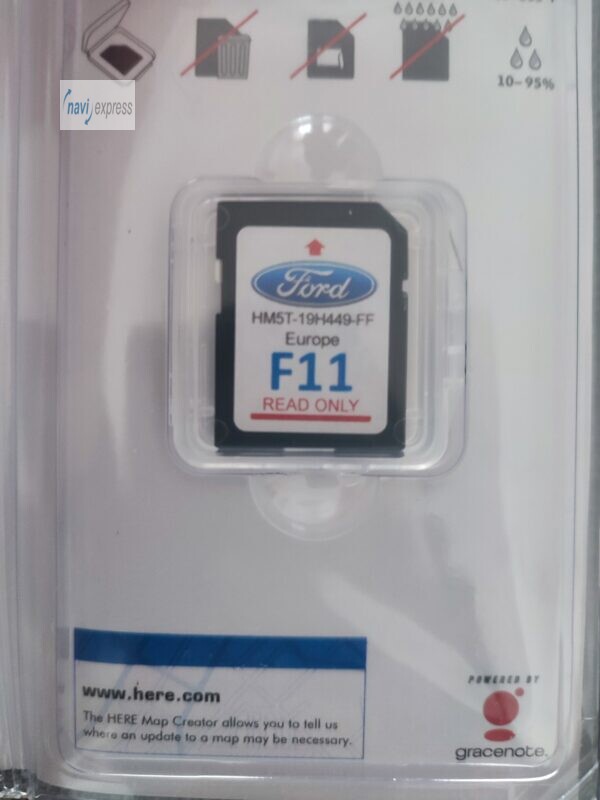 navi express
10–95%
Ford
HM5T-19H449-FF
Europe
F11
READ ONLY
www.here.com
The HERE Map Creator allows you to tell us
where an update to a map may be necessary.
POWERED BY
gracenote.